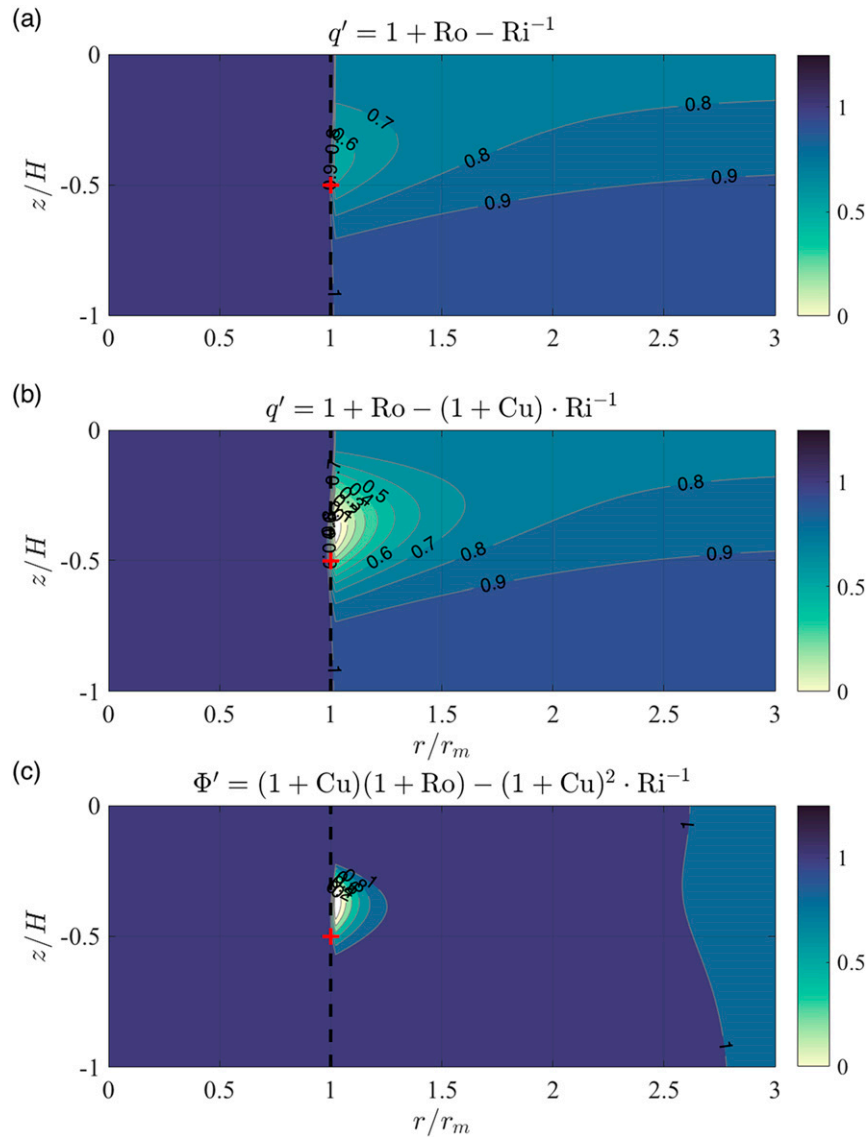 (a)
q′ = 1 + Ro − Ri⁻¹
0
-0.5
-1
z/H
0.7
0.6
0.9
0.8
0.8
0.9
0.9
1
0 0.5 1 1.5 2 2.5 3
1
0.5
0
(b)
q′ = 1 + Ro − (1 + Cu) · Ri⁻¹
0
-0.5
-1
z/H
0.7
0.5
0.6
0.7
0.8
0.8
0.9
0.9
1
0 0.5 1 1.5 2 2.5 3
r/rₘ
1
0.5
0
(c)
Φ′ = (1 + Cu)(1 + Ro) − (1 + Cu)² · Ri⁻¹
0
-0.5
-1
z/H
1
1
1
0 0.5 1 1.5 2 2.5 3
r/rₘ
1
0.5
0